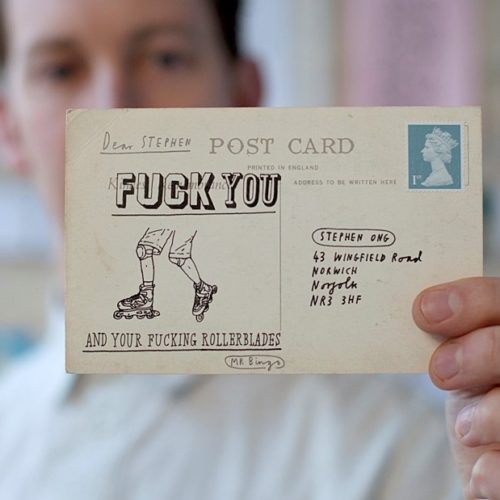 Dear STEPHEN
POST CARD
PRINTED IN ENGLAND
ADDRESS TO BE WRITTEN HERE
FUCK YOU
AND YOUR FUCKING ROLLERBLADES
MR Bingo
1ST
STEPHEN ONG
43 WINGFIELD Road
NORWICH
Norfolk
NR3 3HF